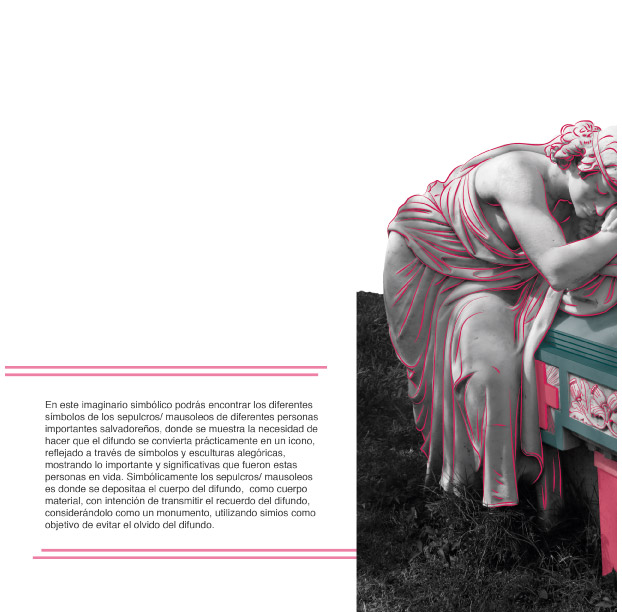 En este imaginario simbólico podrás encontrar los diferentes
símbolos de los sepulcros/ mausoleos de diferentes personas
importantes salvadoreños, donde se muestra la necesidad de
hacer que el difundo se convierta prácticamente en un icono,
reflejado a través de símbolos y esculturas alegóricas,
mostrando lo importante y significativas que fueron estas
personas en vida. Simbólicamente los sepulcros/ mausoleos
es donde se depositaa el cuerpo del difundo, como cuerpo
material, con intención de transmitir el recuerdo del difundo,
considerándolo como un monumento, utilizando simios como
objetivo de evitar el olvido del difundo.